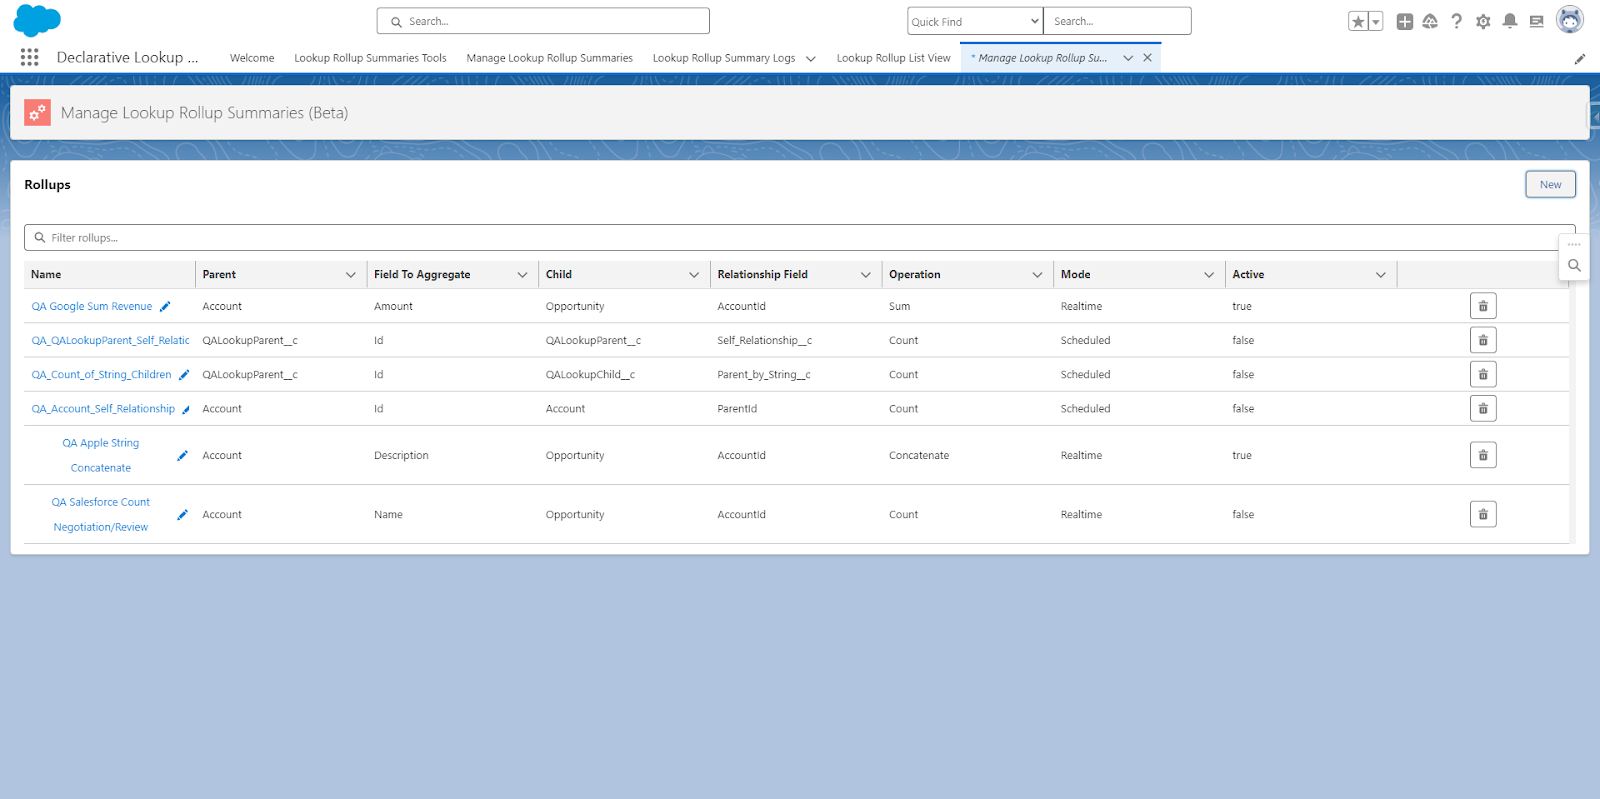 Search...
Quick Find
Search...
Declarative Lookup ...
Welcome
Lookup Rollup Summaries Tools
Manage Lookup Rollup Summaries
Lookup Rollup Summary Logs
Lookup Rollup List View
* Manage Lookup Rollup Su...
Manage Lookup Rollup Summaries (Beta)
Rollups
New
Filter rollups...
Name Parent Field To Aggregate Child Relationship Field Operation Mode Active
QA Google Sum Revenue Account Amount Opportunity AccountId Sum Realtime true
QA_QALookupParent_Self_Relatic QALookupParent__c Id QALookupParent__c Self_Relationship__c Count Scheduled false
QA_Count_of_String_Children QALookupParent__c Id QALookupChild__c Parent_by_String__c Count Scheduled false
QA_Account_Self_Relationship Account Id Account ParentId Count Scheduled false
QA Apple String
Concatenate
Account Description Opportunity AccountId Concatenate Realtime true
QA Salesforce Count
Negotiation/Review
Account Name Opportunity AccountId Count Realtime false